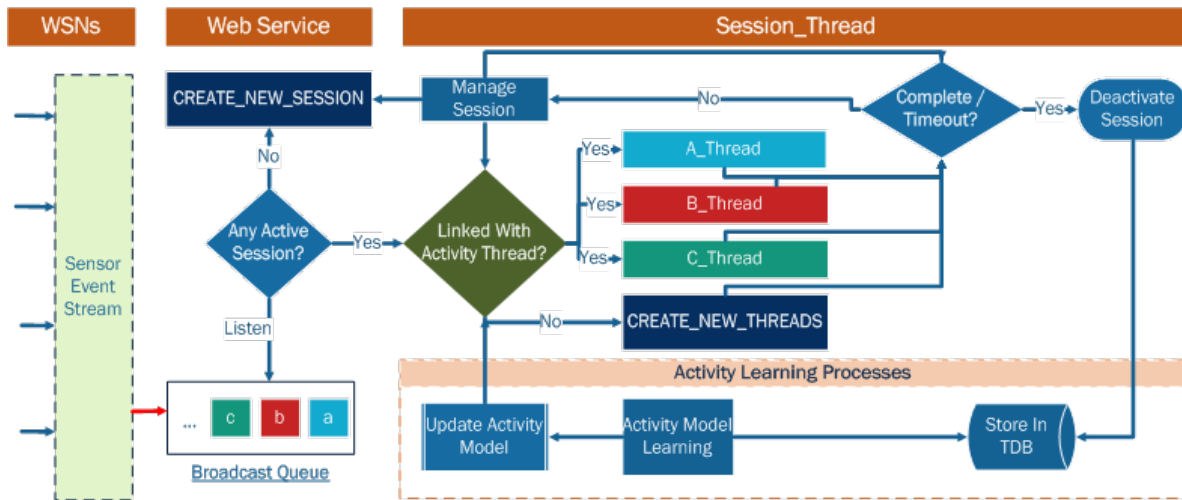 WSNs
Web Service
Session_Thread
Sensor
Event
Stream
CREATE_NEW_SESSION
No
Any Active
Session?
Yes
Listen
...
c
b
a
Broadcast Queue
Manage
Session
No
Complete /
Timeout?
Yes
Deactivate
Session
Linked With
Activity Thread?
Yes
A_Thread
Yes
B_Thread
Yes
C_Thread
No
CREATE_NEW_THREADS
Activity Learning Processes
Update Activity
Model
Activity Model
Learning
Store In
TDB